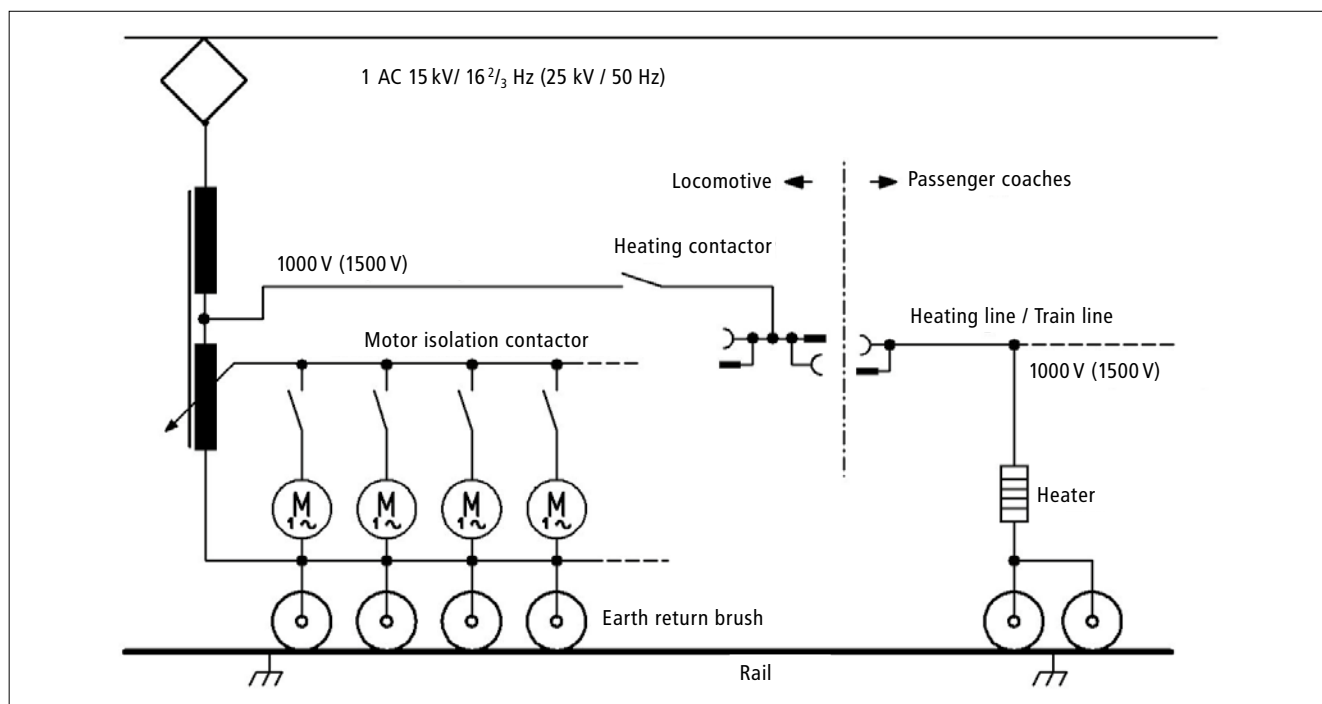 1 AC 15 kV/ 16 2/3 Hz (25 kV / 50 Hz)
Locomotive
Passenger coaches
Heating contactor
1000 V (1500 V)
Heating line / Train line
Motor isolation contactor
1000 V (1500 V)
M
1~
M
1~
M
1~
M
1~
Heater
Earth return brush
Rail